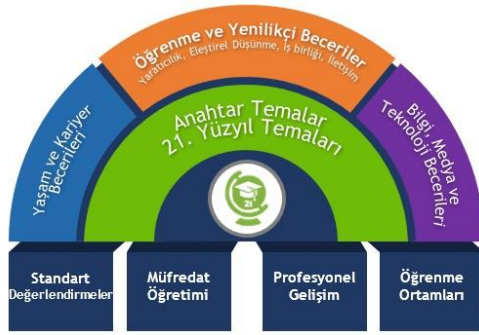 Öğrenme ve Yenilikçi Beceriler
Yaratıcılık, Eleştirel Düşünme, İş birliği, İletişim
Yaşam ve Kariyer
Becerileri
Anahtar Temalar
21. Yüzyıl Temaları
Bilgi, Medya ve
Teknoloji Becerileri
21
Standart
Değerlendirmeler
Müfredat
Öğretimi
Profesyonel
Gelişim
Öğrenme
Ortamları